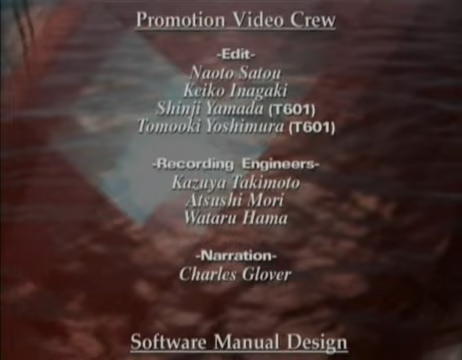 Promotion Video Crew
-Edit-
Naoto Satou
Keiko Inagaki
Shinji Yamada (T601)
Tomooki Yoshimura (T601)
-Recording Engineers-
Kazuya Takimoto
Atsushi Mori
Wataru Hama
-Narration-
Charles Glover
Software Manual Design